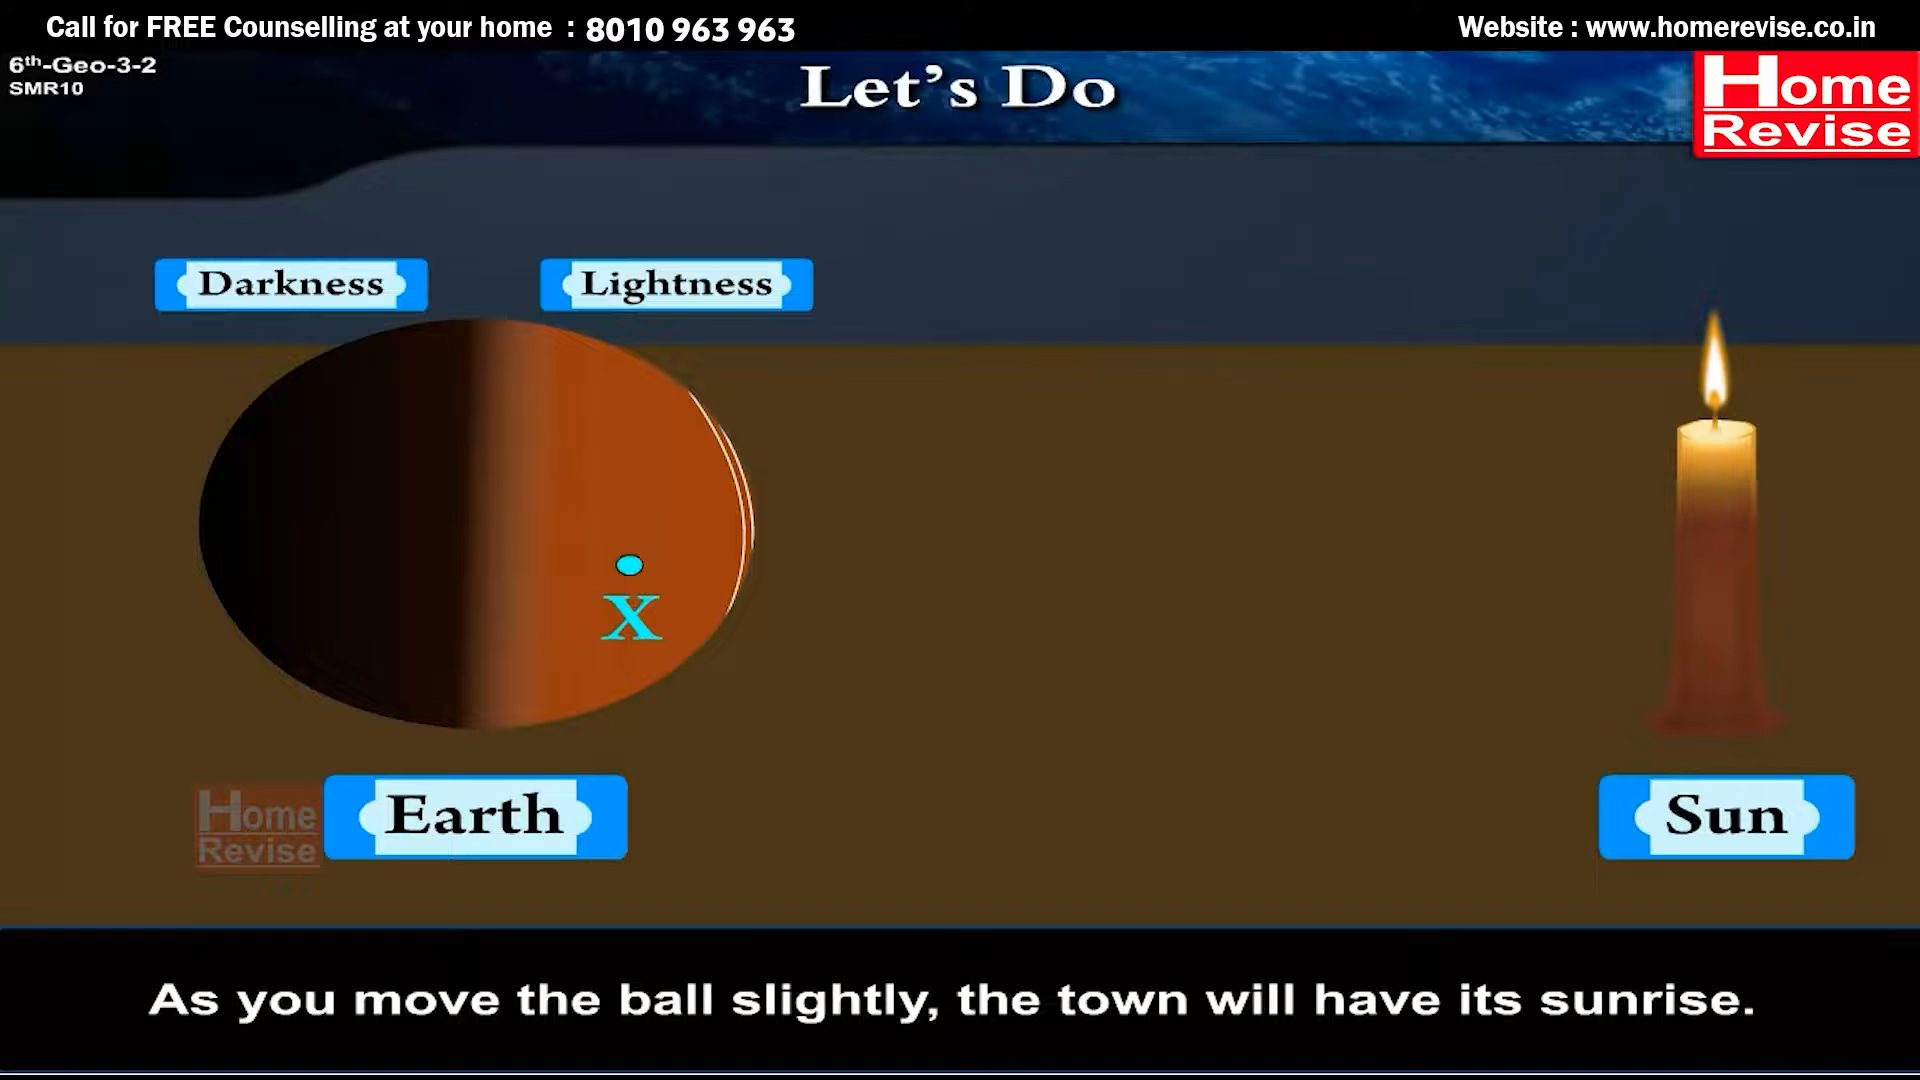 Call for FREE Counselling at your home : 8010 963 963
Website : www.homerevise.co.in
6th-Geo-3-2
SMR10
Let's Do
Home
Revise
Darkness
Lightness
X
Home
Revise
Earth
Sun
As you move the ball slightly, the town will have its sunrise.